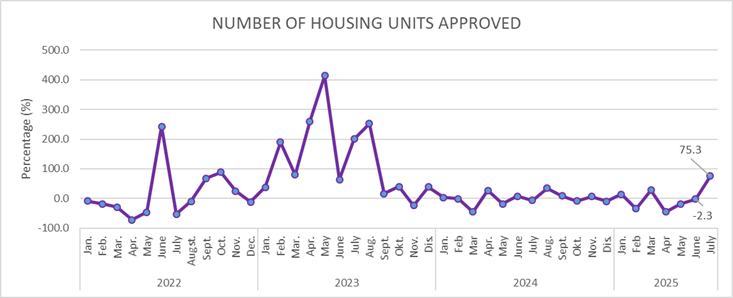 NUMBER OF HOUSING UNITS APPROVED
Percentage (%)
500.0
400.0
300.0
200.0
100.0
0.0
-100.0
75.3
-2.3
Jan. Feb. Mar. Apr. May June July Augst. Sept. Oct. Nov. Dec. Jan. Feb. Mar. Apr. May June July Aug. Sept. Okt. Nov. Dis. Jan. Feb Mar. Apr. May June July Aug. Sept. Okt. Nov. Dis. Jan. Feb Mar Apr. May June July
2022 2023 2024 2025